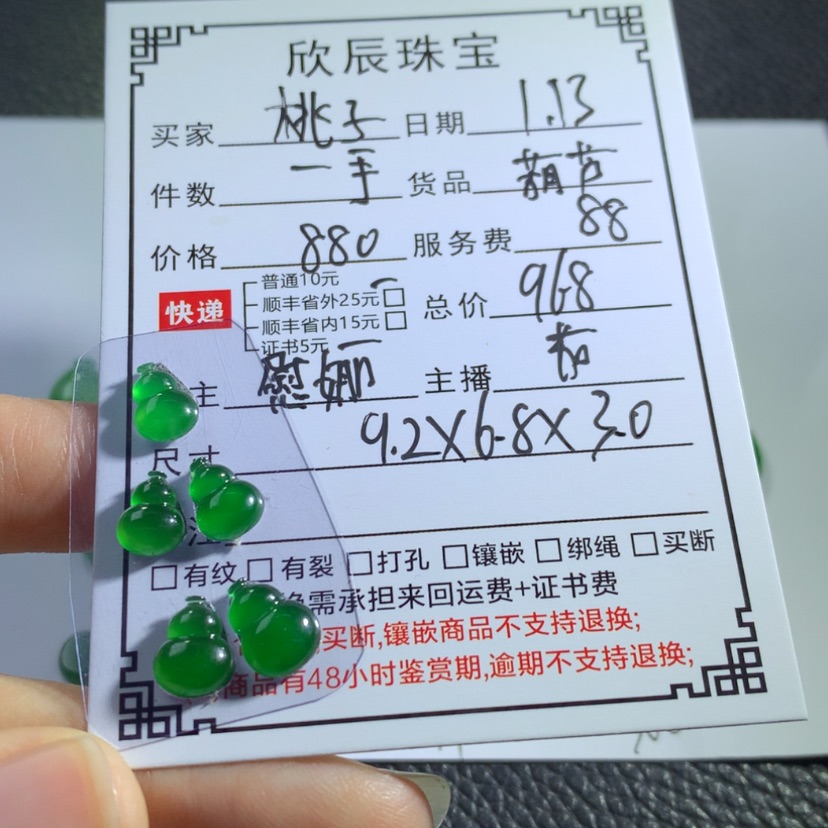 欣辰珠宝
买家 桃子 日期 1.13
件数 一手 货品 葫芦
价格 880 服务费 88
快递
普通10元
顺丰省外25元□
顺丰省内15元□
证书5元
总价 968
主 慰娜 主播 茹
尺寸 9.2X6.8X3.0
注
□有纹□有裂 □打孔 □镶嵌 □绑绳 □买断
需承担来回运费+证书费
买断,镶嵌商品不支持退换;
商品有48小时鉴赏期,逾期不支持退换;